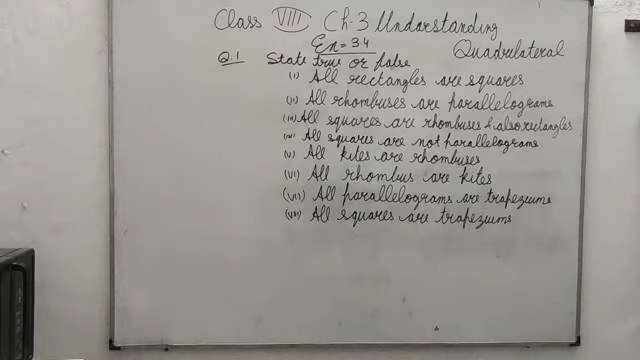 Class VIII Ch-3 Understanding
Quadrilateral
Ex = 34
Q.1 State true or false
(i) All rectangles are squares
(ii) All rhombuses are parallelograms
(iii) All squares are rhombuses & also rectangles
(iv) All squares are not parallelograms.
(v) All kites are rhombuses
(vi) All rhombus are kites
(vii) All parallelograms are trapeziums
(viii) All squares are trapeziums